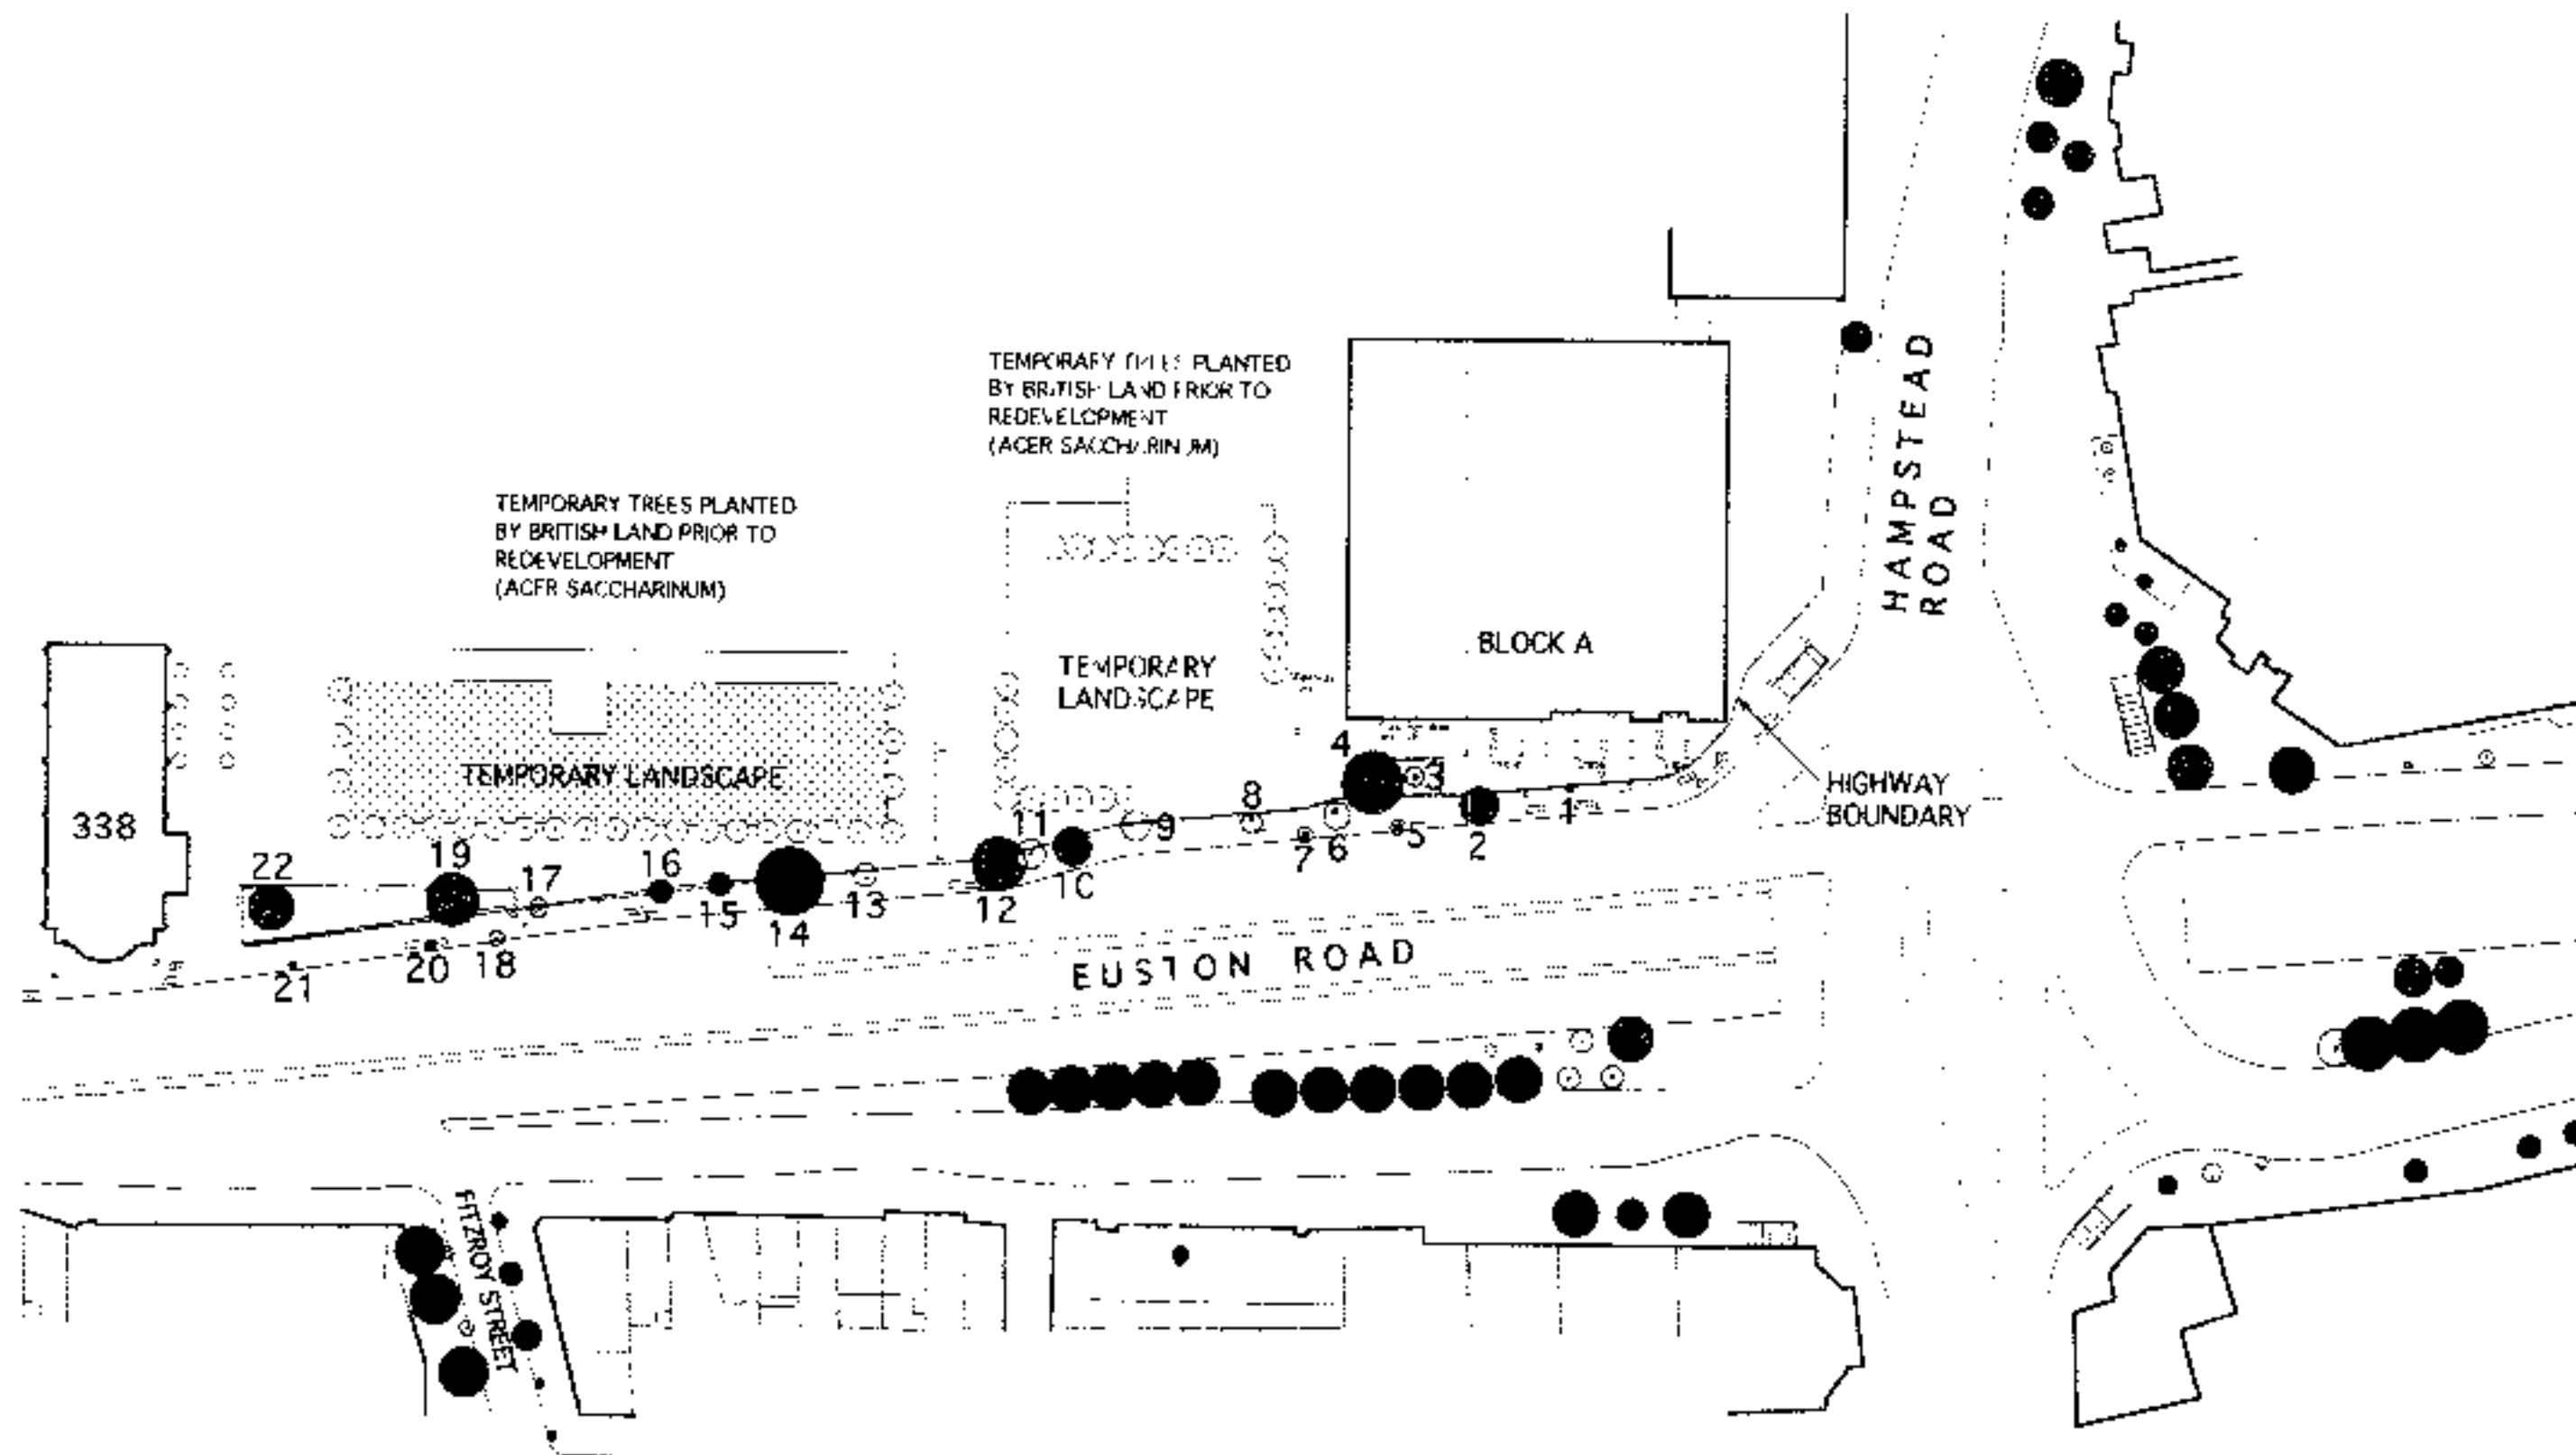 TEMPORARY TREES PLANTED
BY BRITISH LAND PRIOR TO
REDEVELOPMENT
(ACER SACCHARINUM)
TEMPORARY TREES PLANTED
BY BRITISH LAND PRIOR TO
REDEVELOPMENT
(ACER SACCHARINUM)
HAMPSTEAD
ROAD
BLOCK A
TEMPORARY
LANDSCAPE
TEMPORARY LANDSCAPE
338
HIGHWAY
BOUNDARY
4
3
8
1
11
9
5
2
7
6
10
19
17
16
22
15
14
13
12
20
18
21
EUSTON ROAD
FITZROY STREET